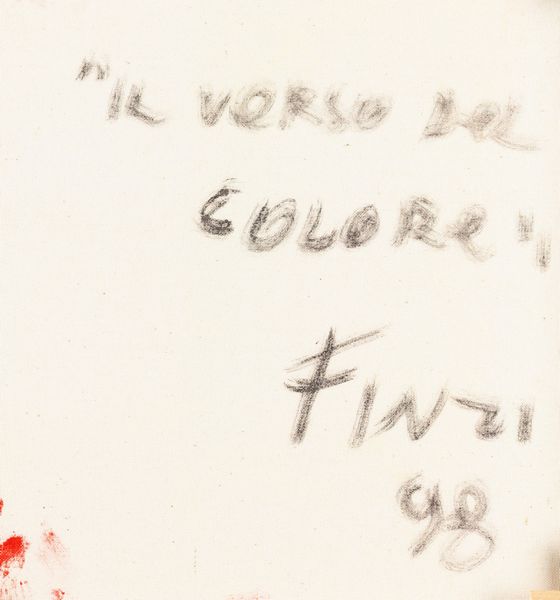 "IL VERSO DEL
COLORE"
FINZI
98